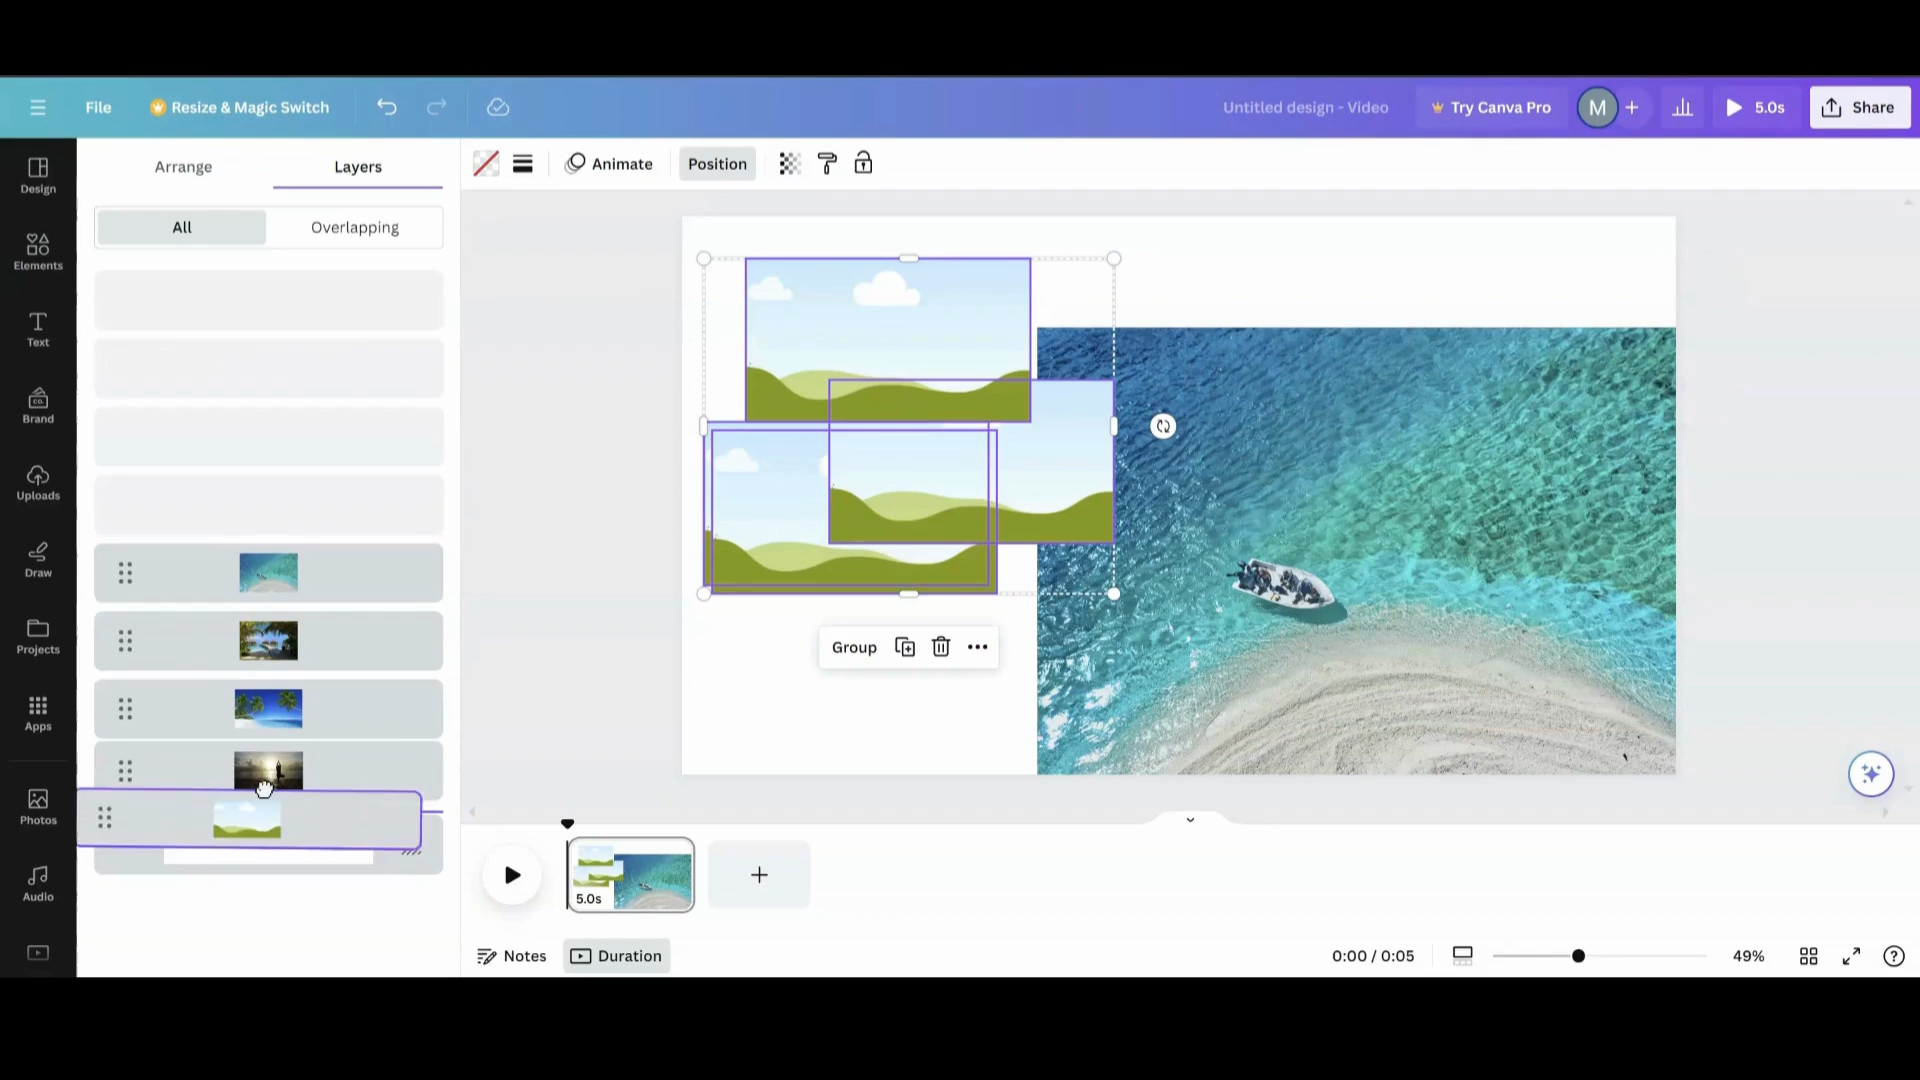 File
Resize & Magic Switch
Untitled design - Video
Try Canva Pro
M
5.0s
Share
Design
Elements
Text
Brand
Uploads
Draw
Projects
Apps
Photos
Audio
Arrange
Layers
All
Overlapping
Animate
Position
Group
5.0s
Notes
Duration
0:00 / 0:05
49%